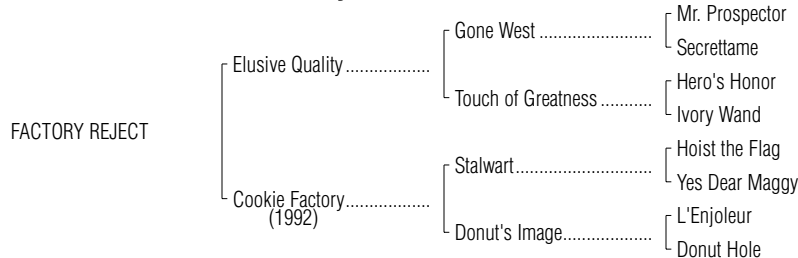 Mr. Prospector
Gone West ........................
Secrettame
Elusive Quality ..................
Hero's Honor
Touch of Greatness ...........
Ivory Wand
FACTORY REJECT
Hoist the Flag
Stalwart.............................
Yes Dear Maggy
Cookie Factory..................
(1992)
L'Enjoleur
Donut's Image...................
Donut Hole